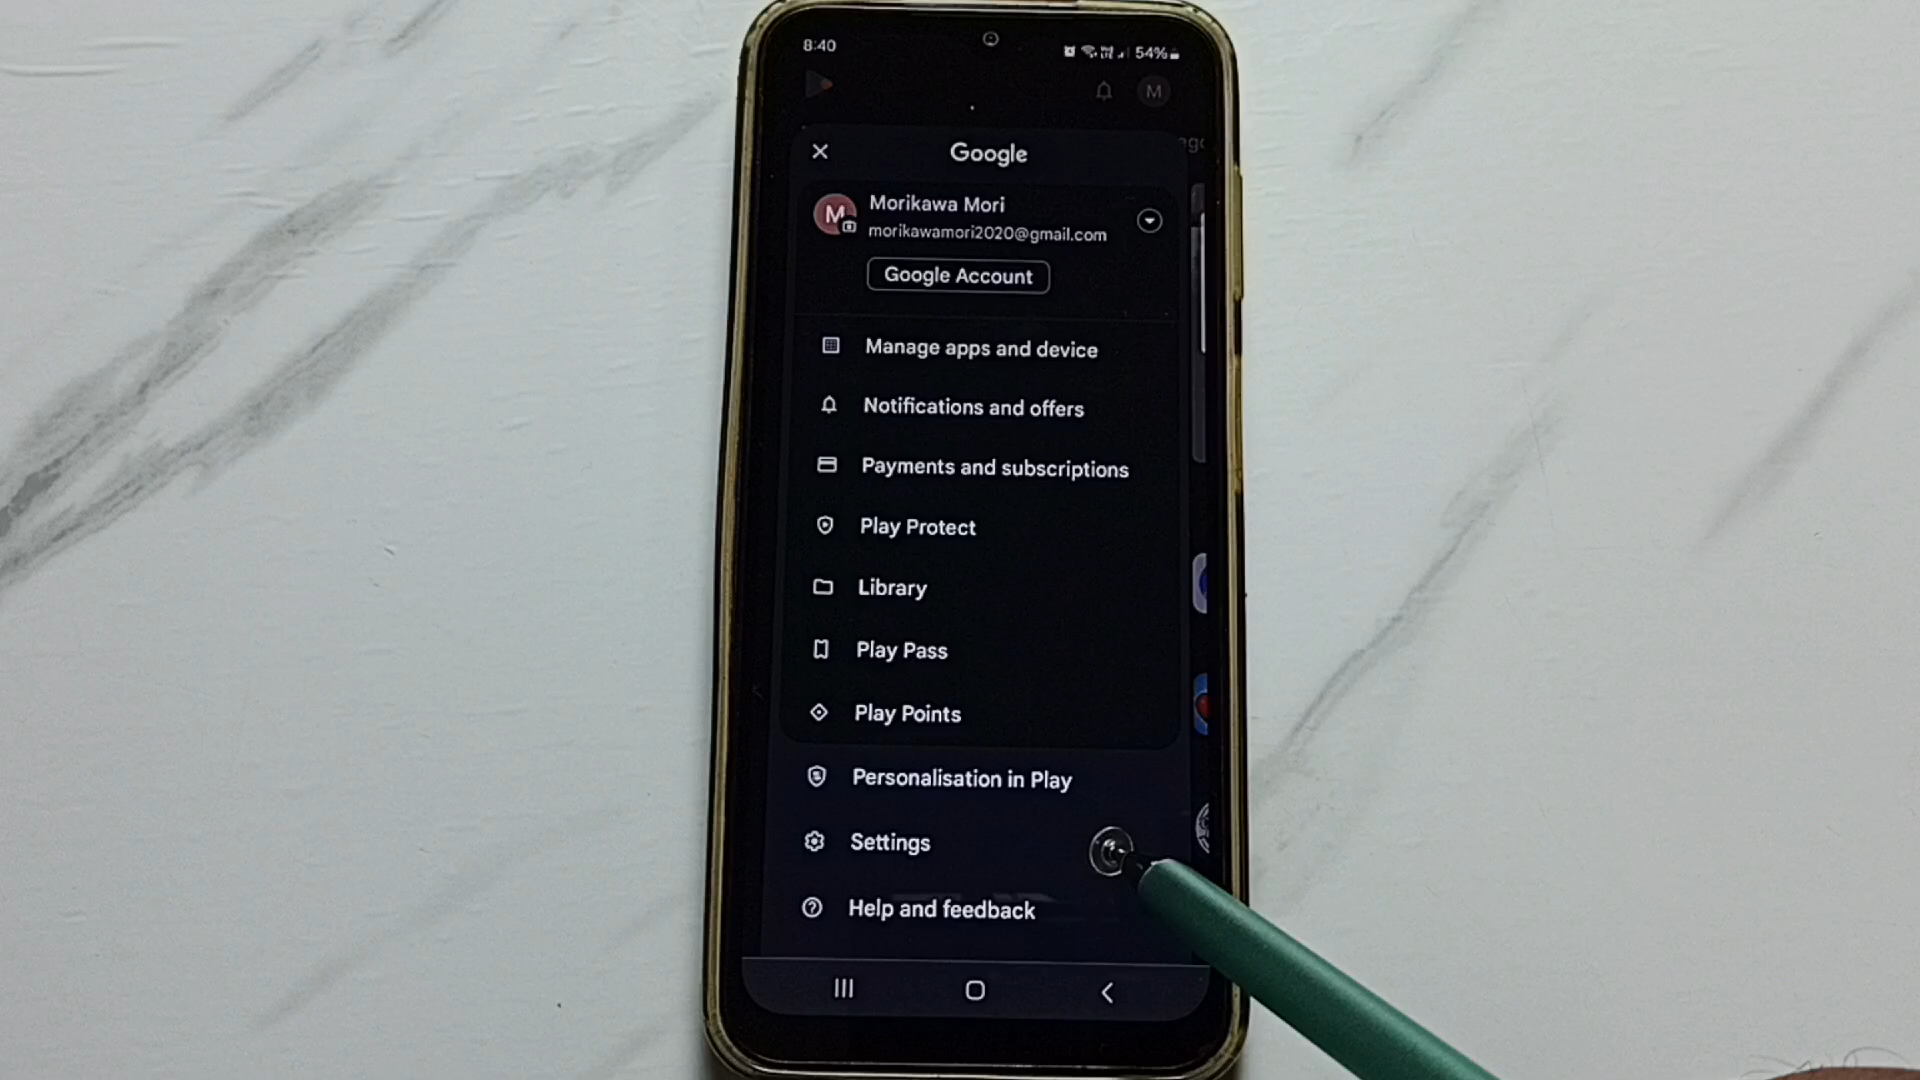 8:40
54%
M
Google
M
Morikawa Mori
morikawamori2020@gmail.com
Google Account
Manage apps and device
Notifications and offers
Payments and subscriptions
Play Protect
Library
Play Pass
Play Points
Personalisation in Play
Settings
Help and feedback